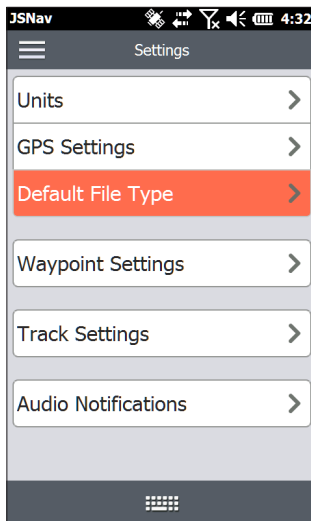 JSNav 4:32
Settings
Units
GPS Settings
Default File Type
Waypoint Settings
Track Settings
Audio Notifications